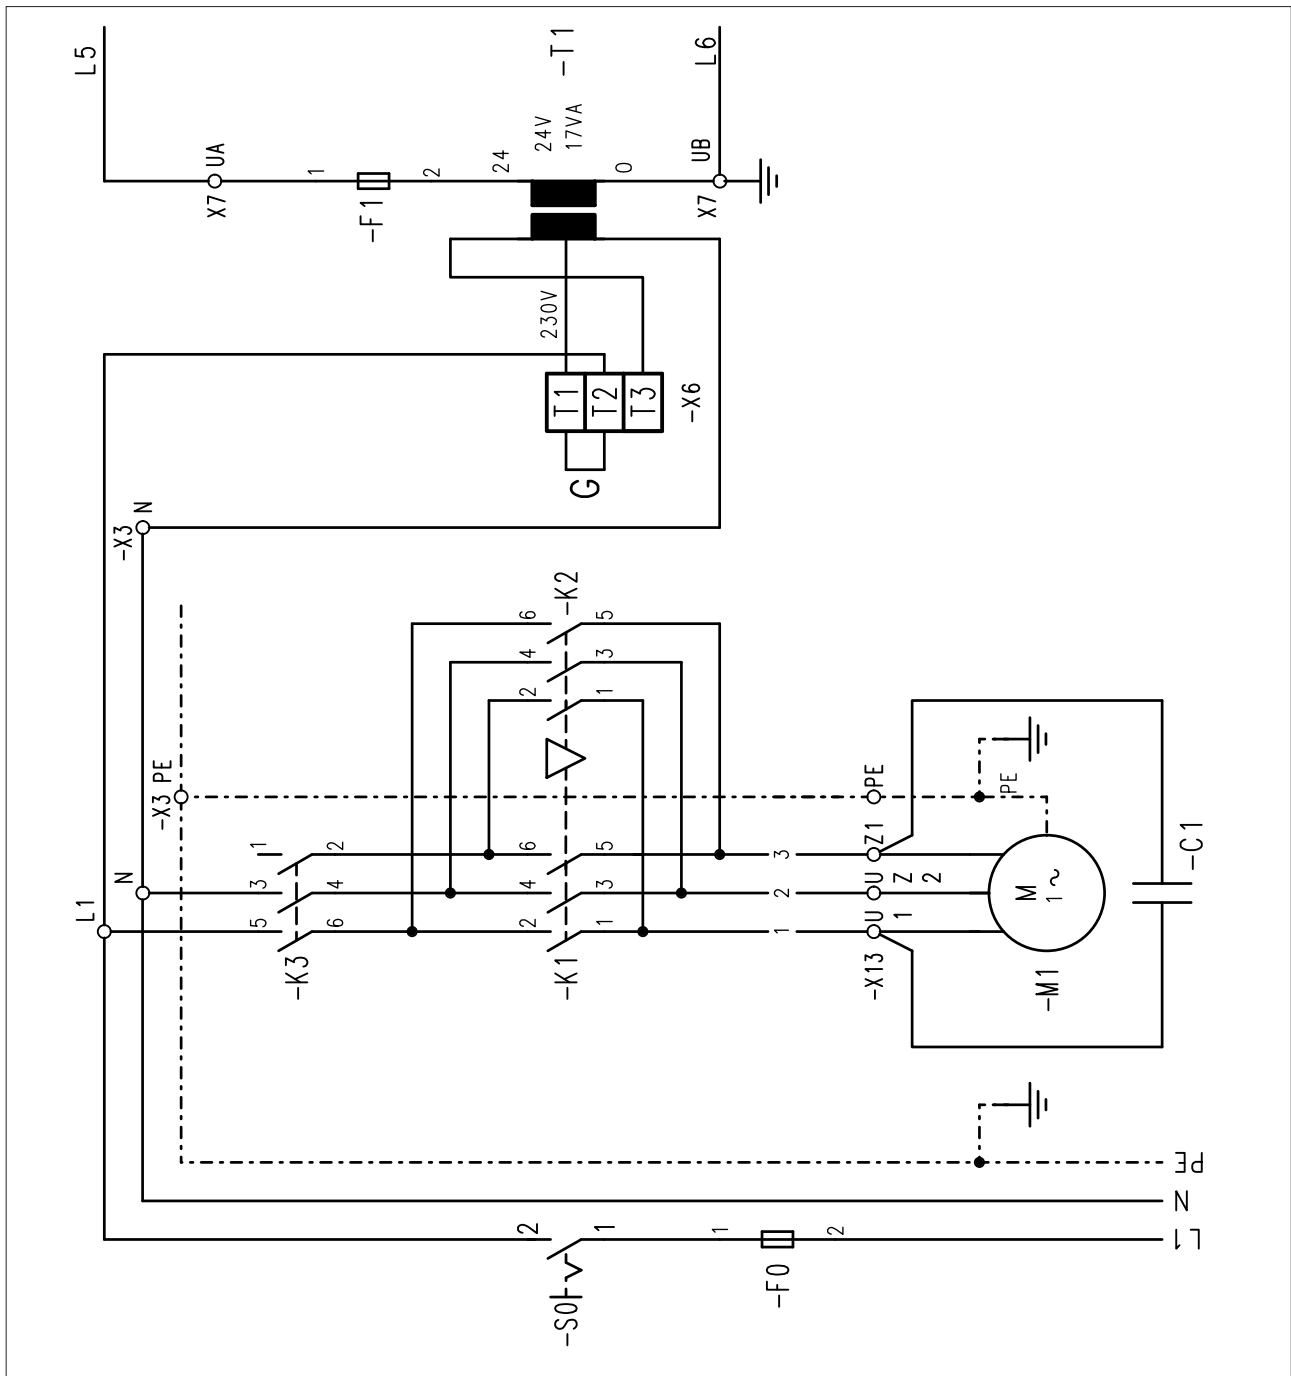 L5
L6
-T1
24V
17VA
X7
UA
1
-F1
2
24
0
X7
UB
230V
T1
T2
T3
-X6
G
-X3
N
-K2
6
5
4
3
2
1
-X3 PE
PE
PE
1
2
3
4
5
6
-K3
N
L1
6
5
4
3
2
1
-K1
3
2
1
Z1
U
Z
2
U
1
-X13
M
1~
-M1
-C1
PE
N
L1
2
1
-S0
1
2
-F0